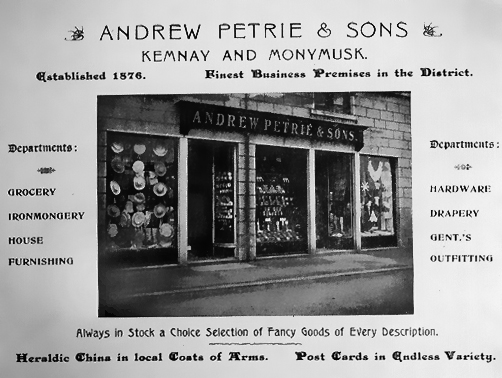 ANDREW PETRIE & SONS
KEMNAY AND MONYMUSK.
Established 1876. Finest Business Premises in the District.
ANDREW PETRIE & SONS.
Departments:
GROCERY
IRONMONGERY
HOUSE
FURNISHING
Departments:
HARDWARE
DRAPERY
GENT.'S
OUTFITTING
Always in Stock a Choice Selection of Fancy Goods of Every Description.
Heraldic China in local Coats of Arms. Post Cards in Endless Variety.